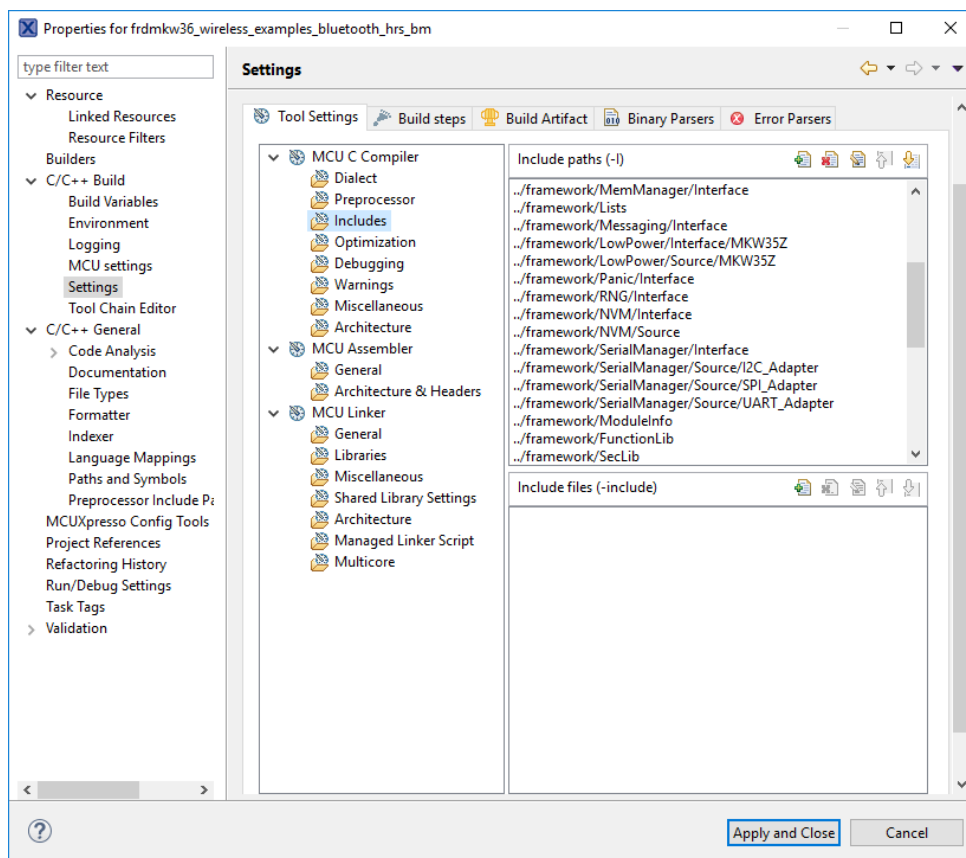 Properties for frdmkw36_wireless_examples_bluetooth_hrs_bm
type filter text
Resource
Linked Resources
Resource Filters
Builders
C/C++ Build
Build Variables
Environment
Logging
MCU settings
Settings
Tool Chain Editor
C/C++ General
Code Analysis
Documentation
File Types
Formatter
Indexer
Language Mappings
Paths and Symbols
Preprocessor Include Pa
MCUXpresso Config Tools
Project References
Refactoring History
Run/Debug Settings
Task Tags
Validation
Settings
Tool Settings
Build steps
Build Artifact
Binary Parsers
Error Parsers
MCU C Compiler
Dialect
Preprocessor
Includes
Optimization
Debugging
Warnings
Miscellaneous
Architecture
MCU Assembler
General
Architecture & Headers
MCU Linker
General
Libraries
Miscellaneous
Shared Library Settings
Architecture
Managed Linker Script
Multicore
Include paths (-I)
../framework/MemManager/Interface
../framework/Lists
../framework/Messaging/Interface
../framework/LowPower/Interface/MKW35Z
../framework/LowPower/Source/MKW35Z
../framework/Panic/Interface
../framework/RNG/Interface
../framework/NVM/Interface
../framework/NVM/Source
../framework/SerialManager/Interface
../framework/SerialManager/Source/I2C_Adapter
../framework/SerialManager/Source/SPI_Adapter
../framework/SerialManager/Source/UART_Adapter
../framework/ModuleInfo
../framework/FunctionLib
../framework/SecLib
Include files (-include)
Apply and Close
Cancel